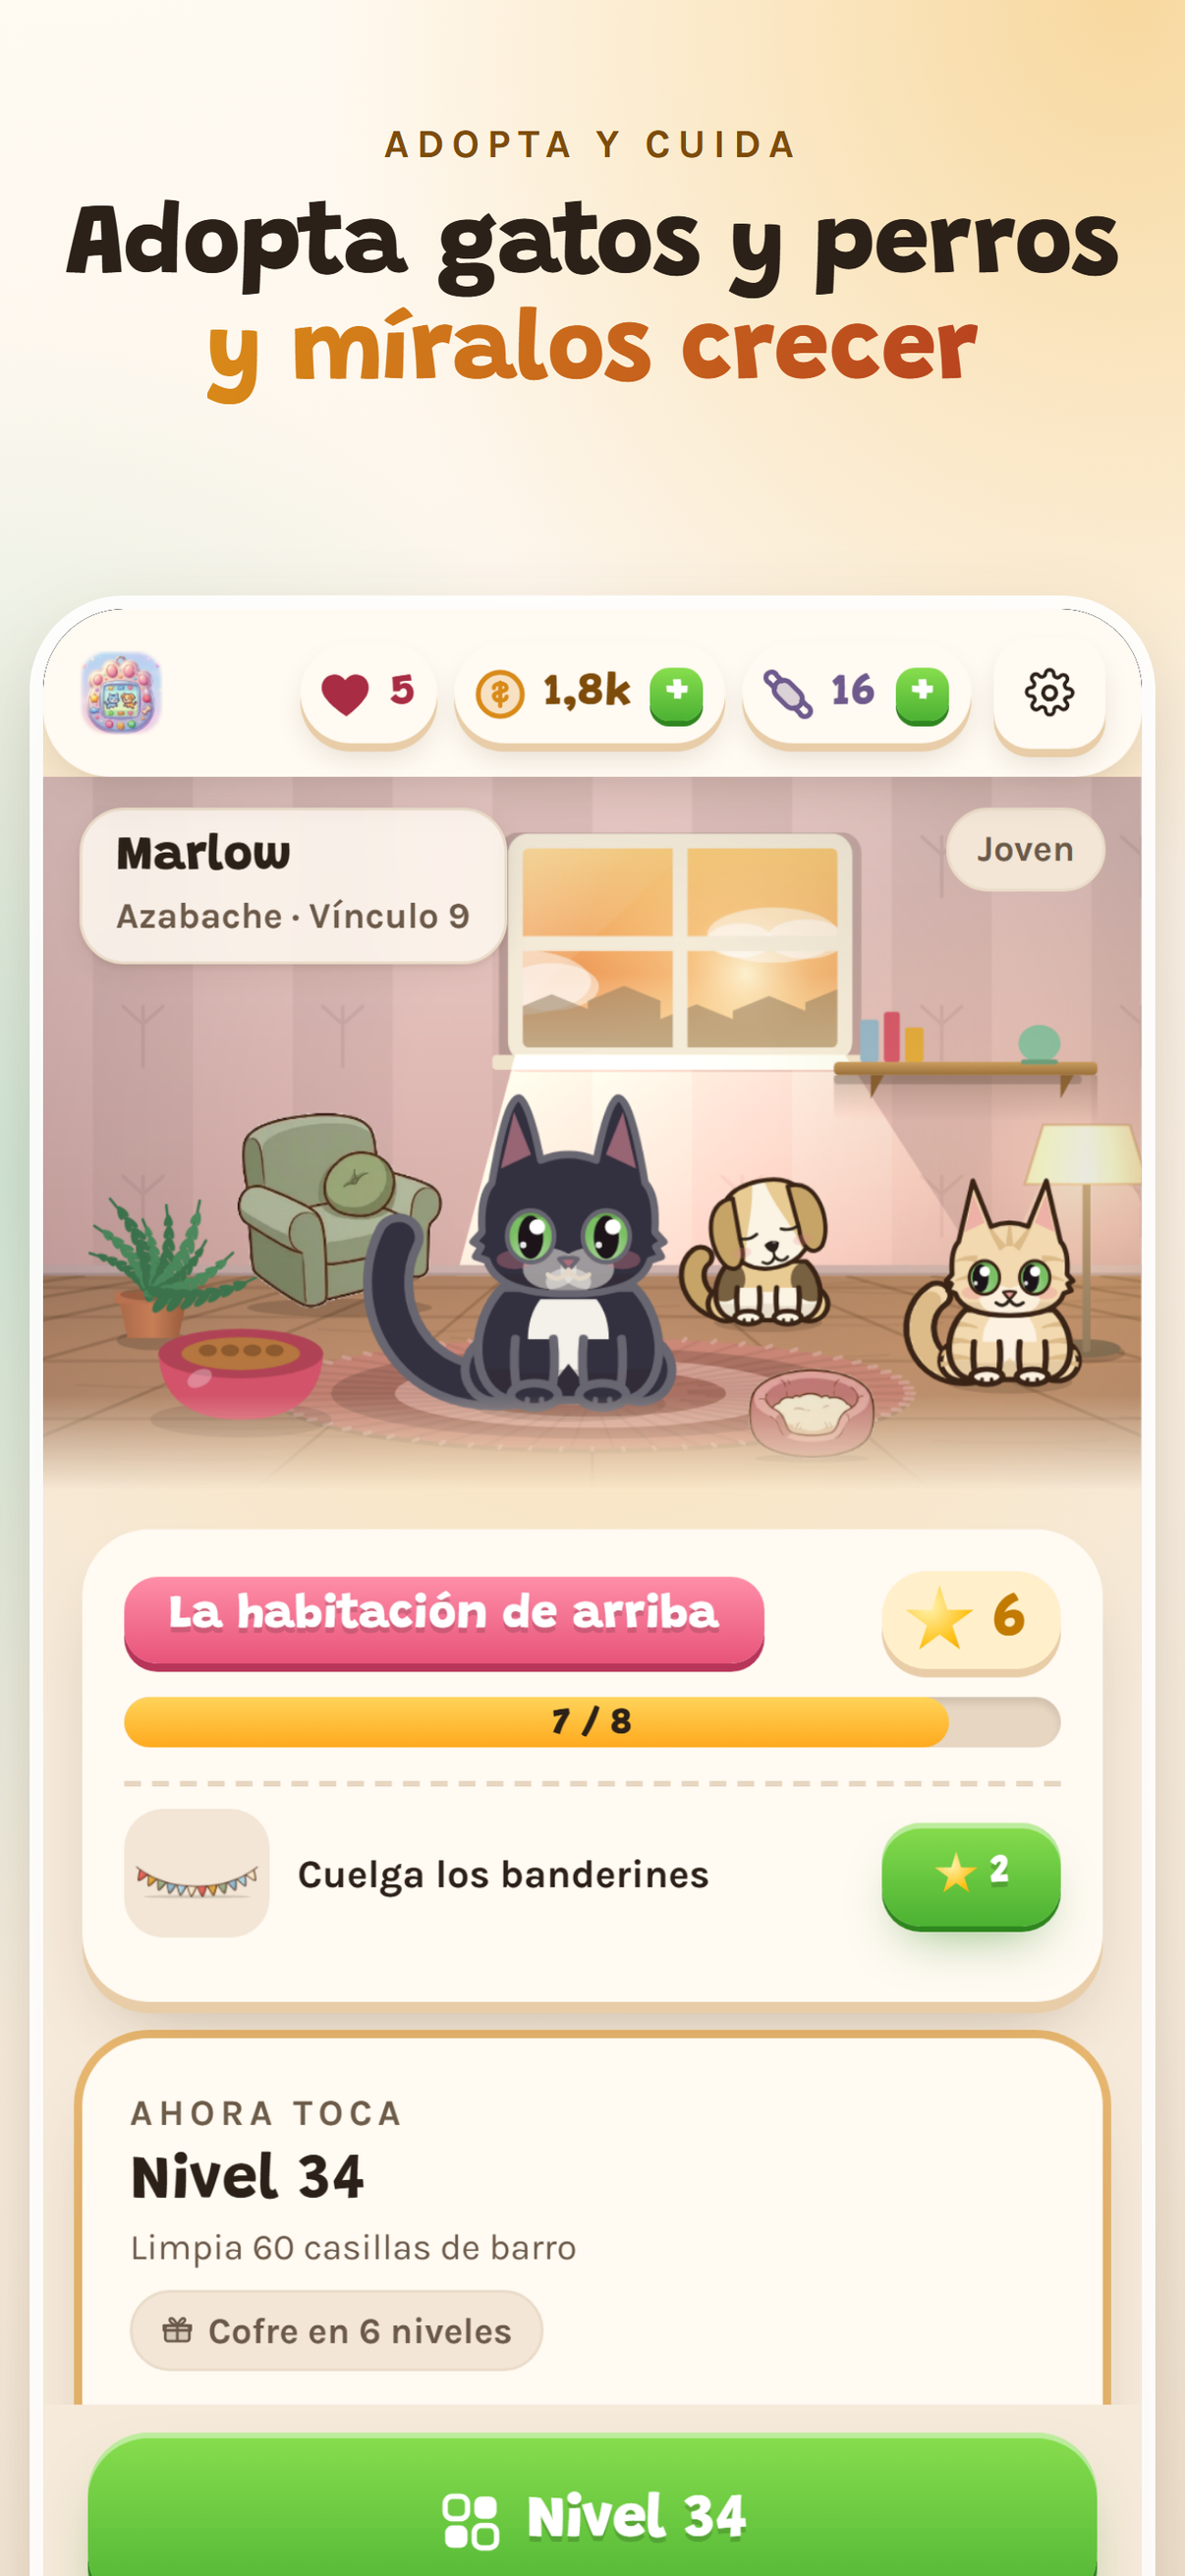 ADOPTA Y CUIDA
Adopta gatos y perros
y míralos crecer
5
1,8k
+
16
+
Marlow
Azabache · Vínculo 9
Joven
La habitación de arriba
6
7 / 8
Cuelga los banderines
2
AHORA TOCA
Nivel 34
Limpia 60 casillas de barro
Cofre en 6 niveles
Nivel 34